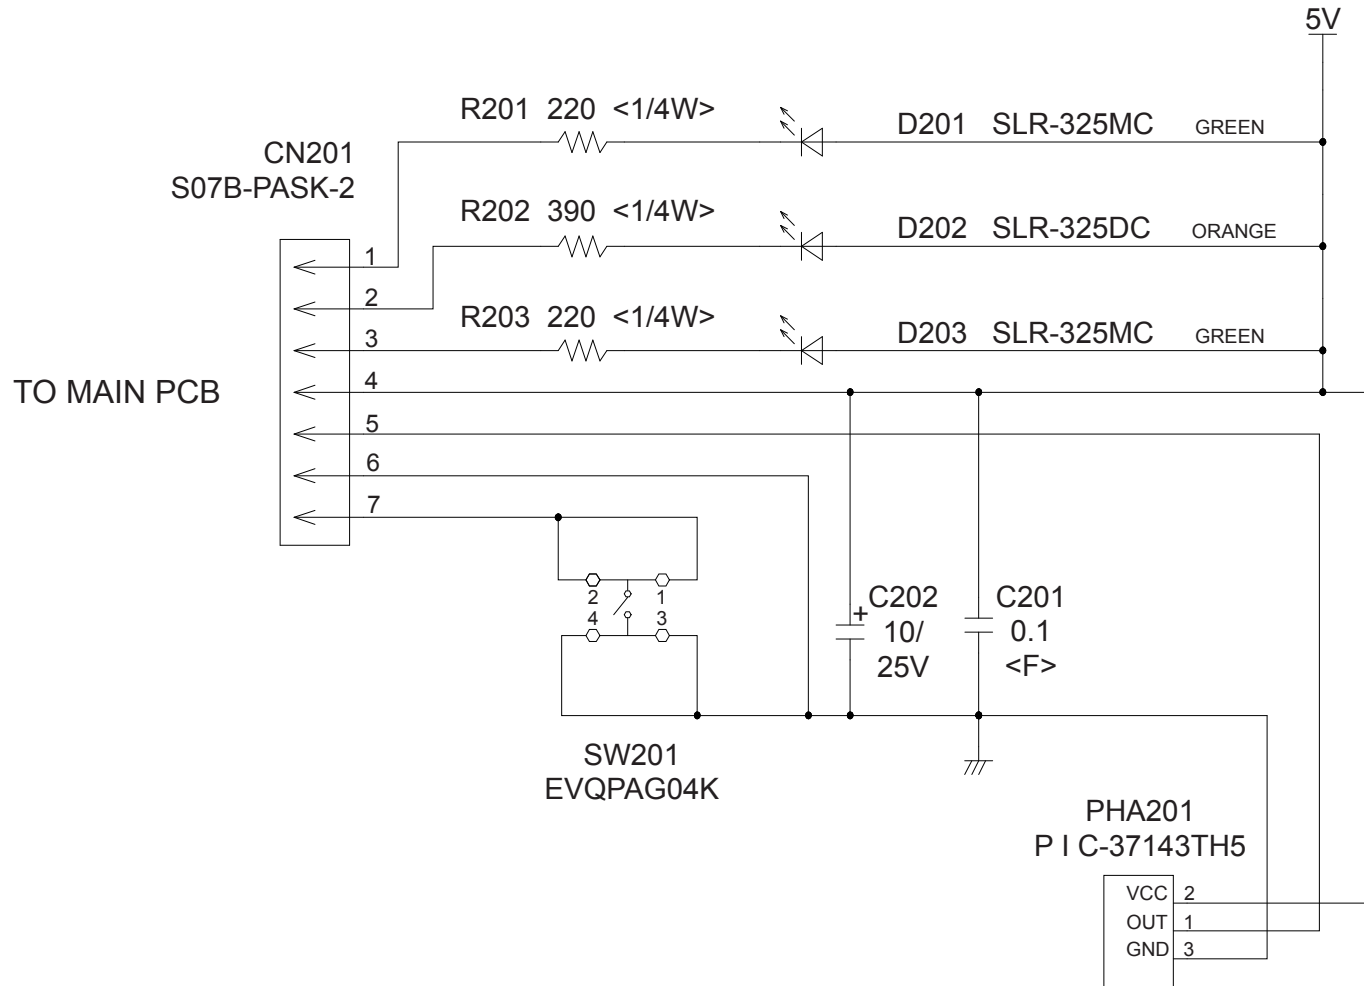 5V
R201 220 <1/4W>
D201 SLR-325MC GREEN
CN201
S07B-PASK-2
R202 390 <1/4W>
D202 SLR-325DC ORANGE
1
2
R203 220 <1/4W>
D203 SLR-325MC GREEN
3
TO MAIN PCB
4
5
6
7
2 1
4 3
+
C202
10/
25V
C201
0.1
<F>
SW201
EVQPAG04K
PHA201
P I C-37143TH5
VCC 2
OUT 1
GND 3